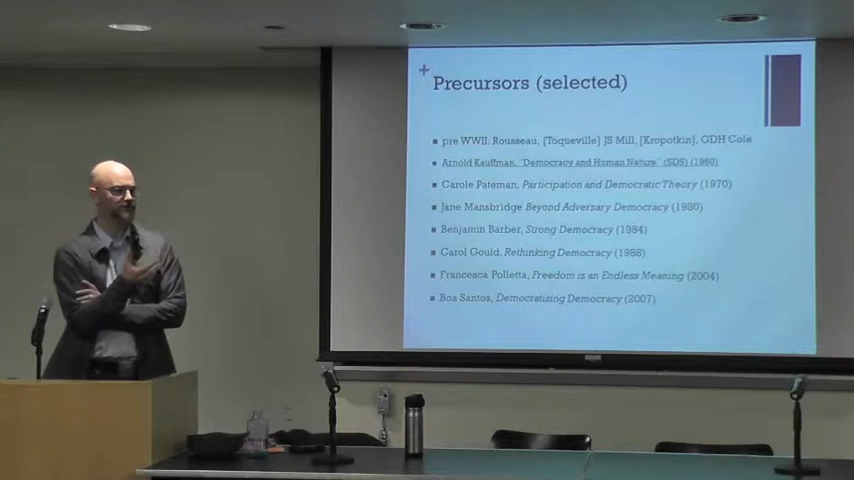 +
Precursors (selected)
pre WWII: Rousseau, [Toqueville] JS Mill, [Kropotkin], GDH Cole
Arnold Kauffman, "Democracy and Human Nature" (SDS) (1960)
Carole Pateman, Participation and Democratic Theory (1970)
Jane Mansbridge Beyond Adversary Democracy (1980)
Benjamin Barber, Strong Democracy (1984)
Carol Gould, Rethinking Democracy (1988)
Francesca Polletta, Freedom is an Endless Meaning (2004)
Boa Santos, Democratizing Democracy (2007)